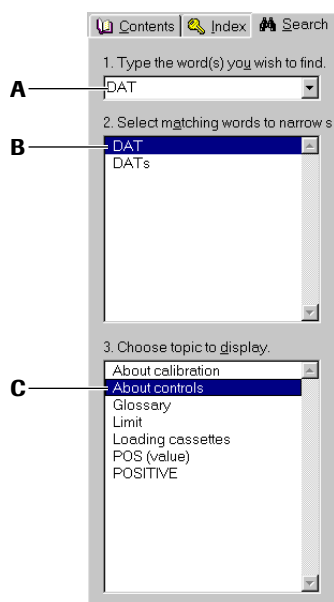 Contents Index Search
1. Type the word(s) you wish to find.
A DAT
2. Select matching words to narrow s
B DAT
DATs
3. Choose topic to display.
About calibration
C About controls
Glossary
Limit
Loading cassettes
POS (value)
POSITIVE